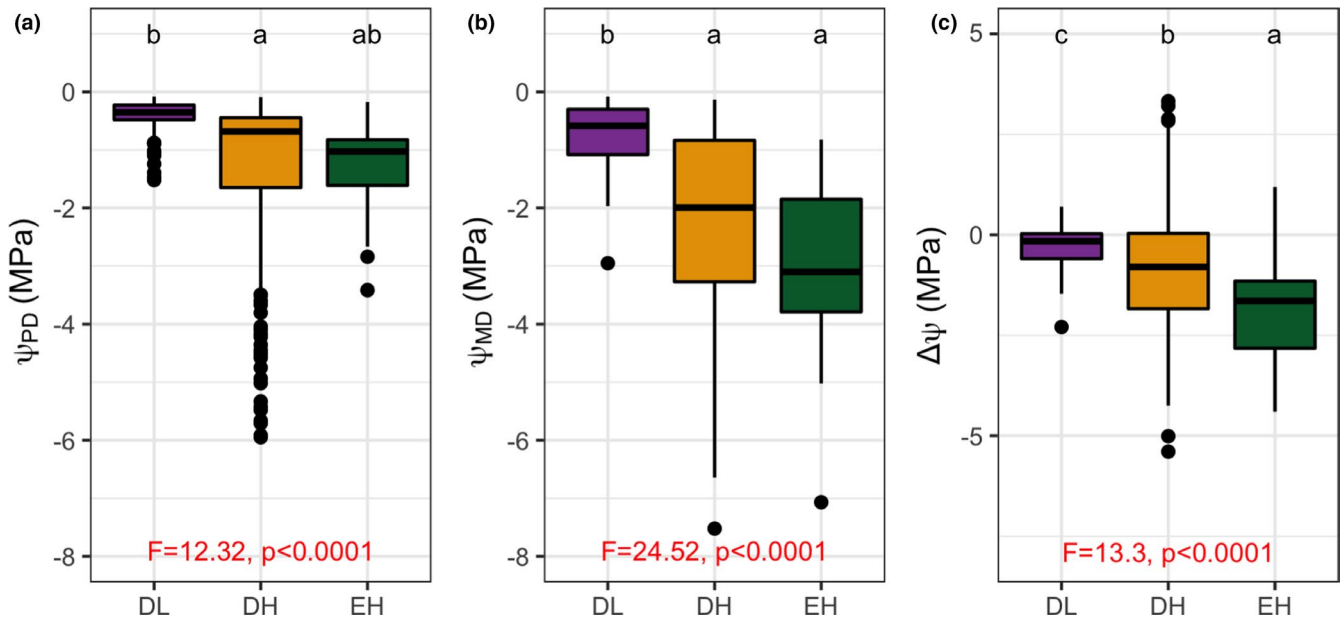 (a)
b a ab
0
-2
-4
-6
-8
ψPD (MPa)
F=12.32, p<0.0001
DL DH EH
(b)
b a a
0
-2
-4
-6
-8
ψMD (MPa)
F=24.52, p<0.0001
DL DH EH
(c)
c b a
5
0
-5
Δψ (MPa)
F=13.3, p<0.0001
DL DH EH